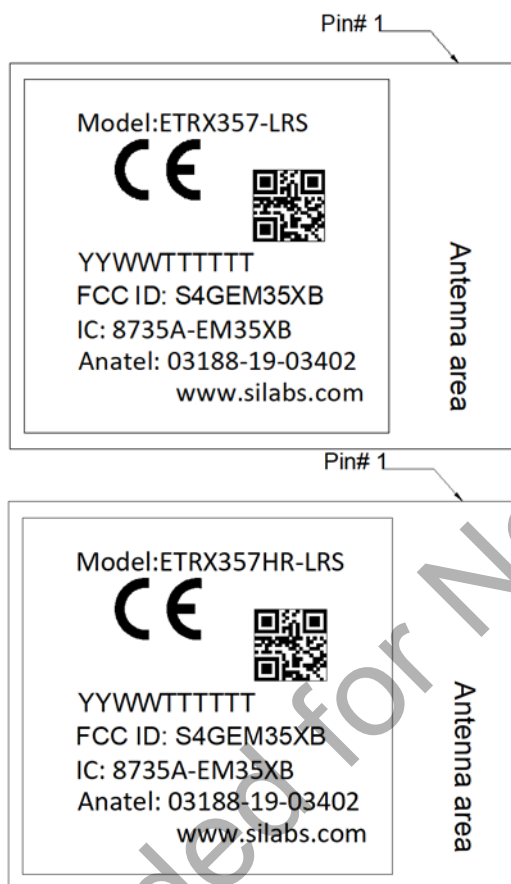 Pin# 1
Model:ETRX357-LRS
CE
YYWWTTTTTT
FCC ID: S4GEM35XB
IC: 8735A-EM35XB
Anatel: 03188-19-03402
www.silabs.com
Antenna area
Pin# 1
Model:ETRX357HR-LRS
CE
YYWWTTTTTT
FCC ID: S4GEM35XB
IC: 8735A-EM35XB
Anatel: 03188-19-03402
www.silabs.com
Antenna area
ded for N